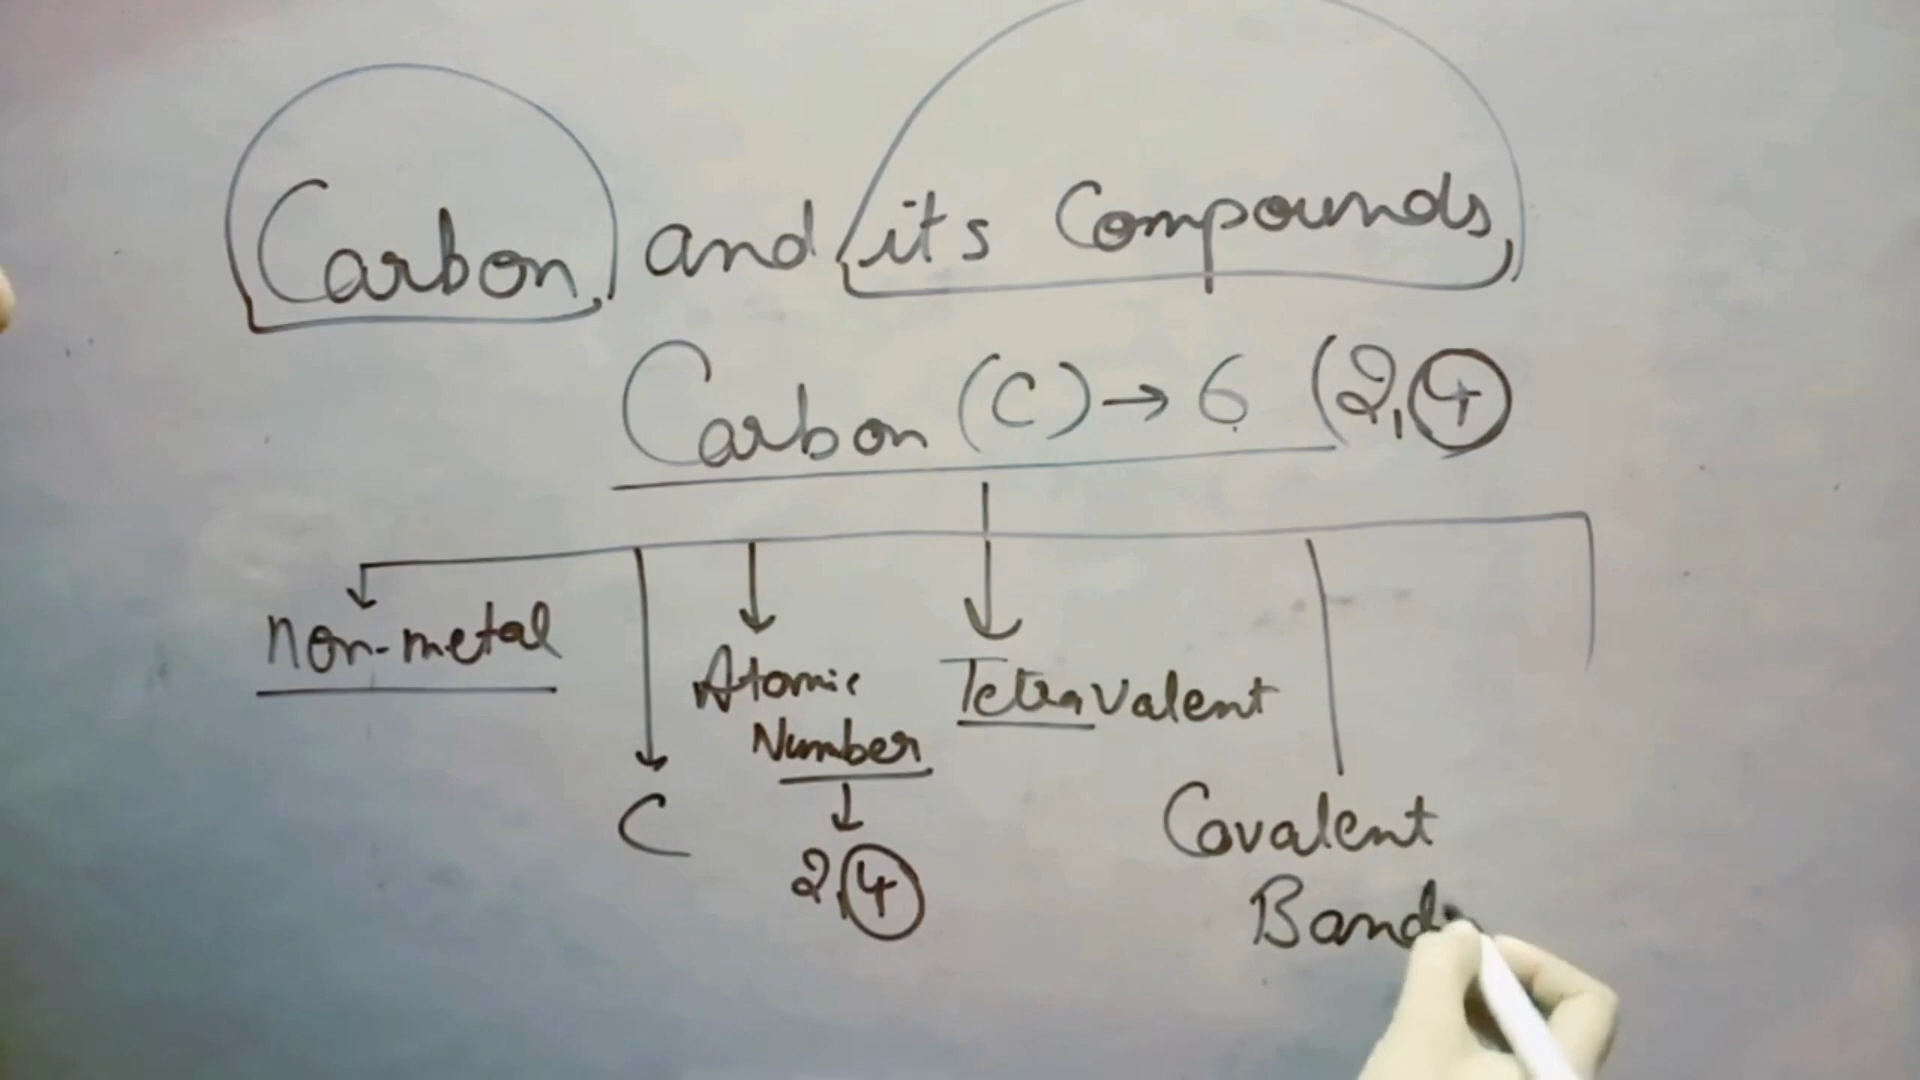 Carbon and its Compounds
Carbon (C) → 6 (2,4
Non-metal
C
Atomic
Number
2,4
Tetravalent
Covalent
Band